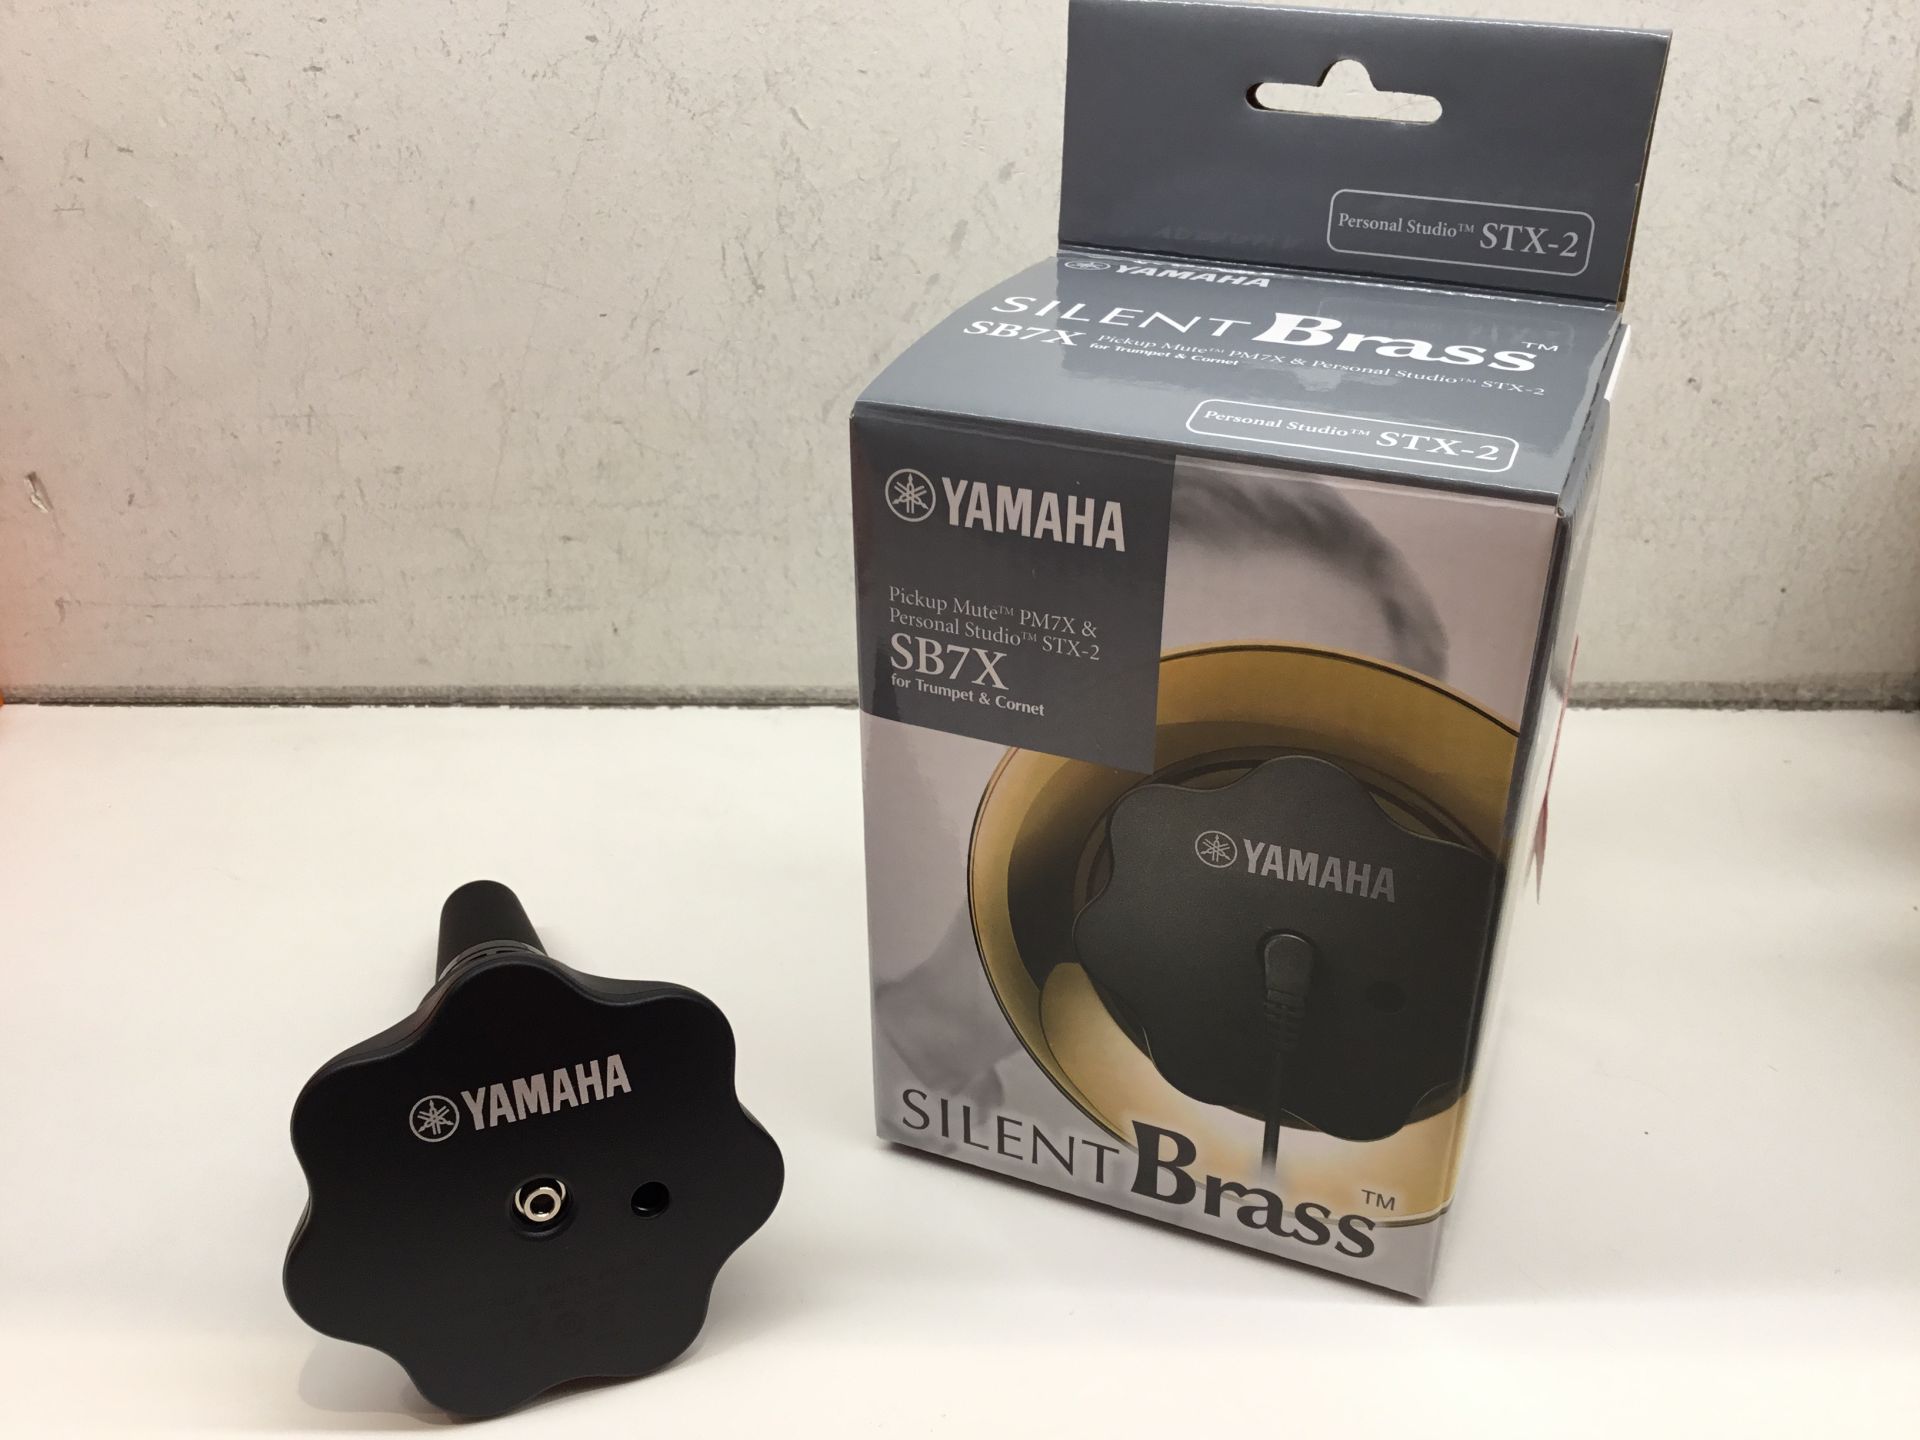 Personal Studio™ STX-2
YAMAHA
SILENT Brass™
SB7X Pickup Mute™ PM7X & Personal Studio™ STX-2
for Trumpet & Cornet
Personal Studio™ STX-2
YAMAHA
Pickup Mute™ PM7X &
Personal Studio™ STX-2
SB7X
for Trumpet & Cornet
YAMAHA
SILENT Brass™
YAMAHA